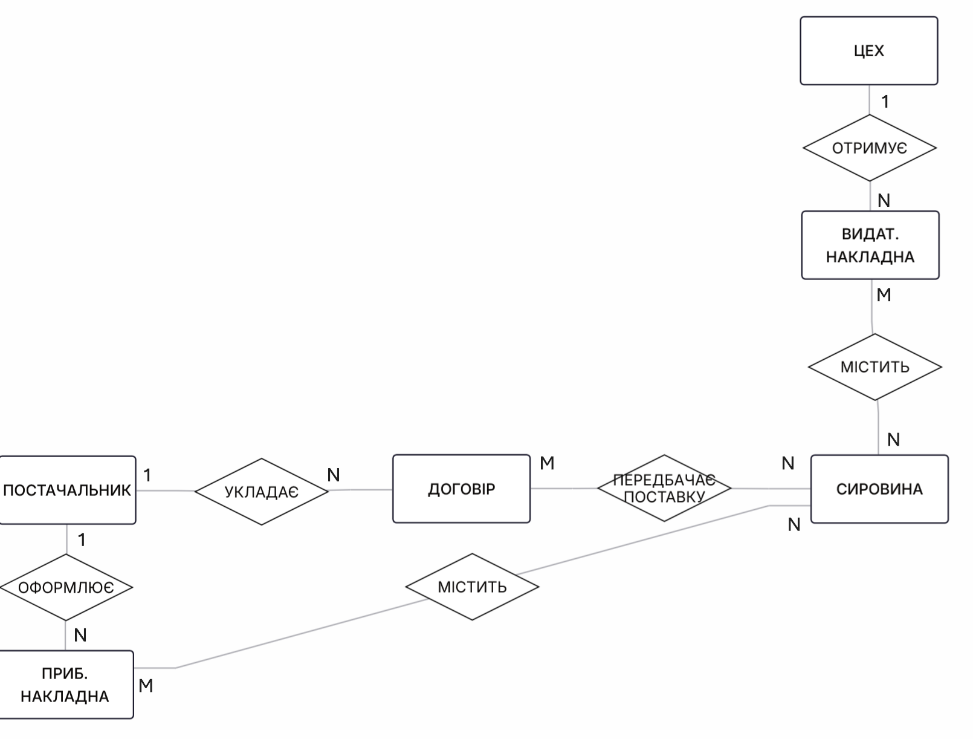 ЦЕХ
1
ОТРИМУЄ
N
ВИДАТ.
НАКЛАДНА
M
МІСТИТЬ
N
ПОСТАЧАЛЬНИК
1
УКЛАДАЄ
N
ДОГОВІР
M
ПЕРЕДБАЧАЄ
ПОСТАВКУ
N
СИРОВИНА
N
1
ОФОРМЛЮЄ
МІСТИТЬ
N
ПРИБ.
НАКЛАДНА
M